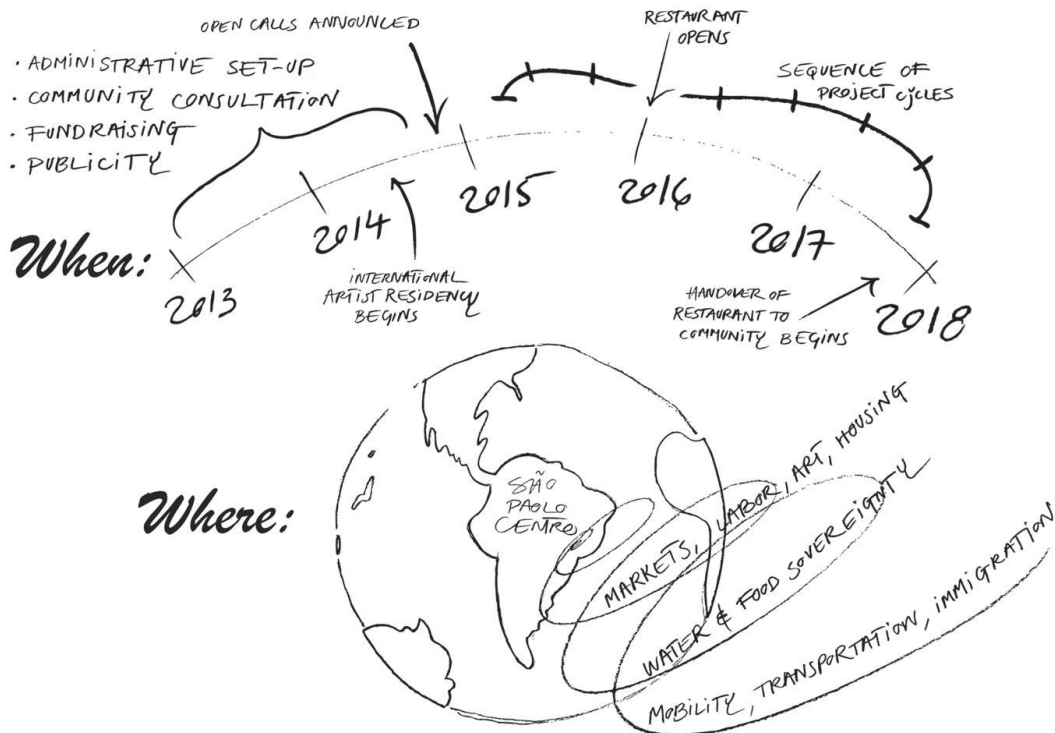 OPEN CALLS ANNOUNCED
RESTAURANT
OPENS
• ADMINISTRATIVE SET-UP
• COMMUNITY CONSULTATION
• FUNDRAISING
• PUBLICITY
SEQUENCE OF
PROJECT CYCLES
When:
2013
2014
2015
2016
2017
2018
INTERNATIONAL
ARTIST RESIDENCY
BEGINS
HANDOVER OF
RESTAURANT TO
COMMUNITY BEGINS
Where:
SÃO
PAOLO
CENTRO
MARKETS, LABOR, ART, HOUSING
WATER & FOOD SOVEREIGNTY
MOBILITY, TRANSPORTATION, IMMIGRATION